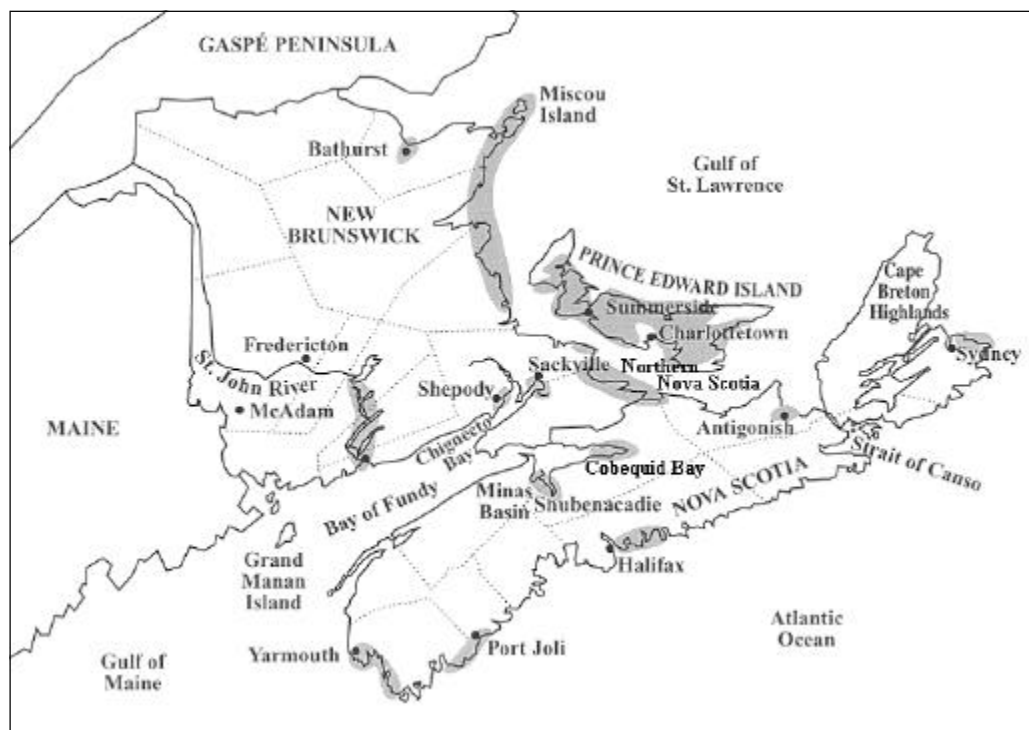 GASPÉ PENINSULA
Miscou
Island
Bathurst
Gulf of
St. Lawrence
NEW
BRUNSWICK
PRINCE EDWARD ISLAND
Cape
Breton
Highlands
Summerside
Charlottetown
Fredericton
Sydney
Sackville
Northern
Nova Scotia
St. John River
Shepody
McAdam
MAINE
Chignecto
Bay
Antigonish
Strait of Canso
Cobequid Bay
Minas
Basin
Shubenacadie
NOVA SCOTIA
Bay of Fundy
Grand
Manan
Island
Halifax
Atlantic
Ocean
Port Joli
Yarmouth
Gulf of
Maine